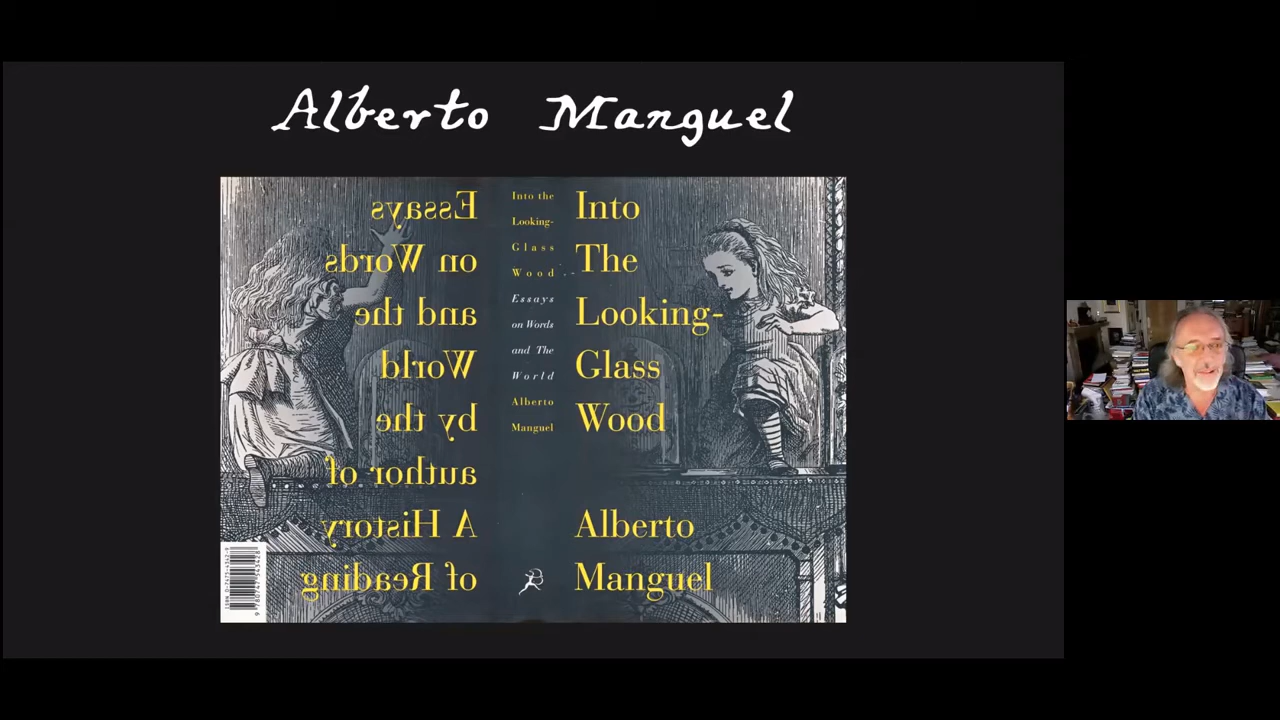 Alberto Manguel
Essays
on Words
and the
World
by the
author of
A History
of Reading
Into the
Looking-
Glass
Wood
Essays
on Words
and The
World
Alberto
Manguel
Into
The
Looking-
Glass
Wood
Alberto
Manguel